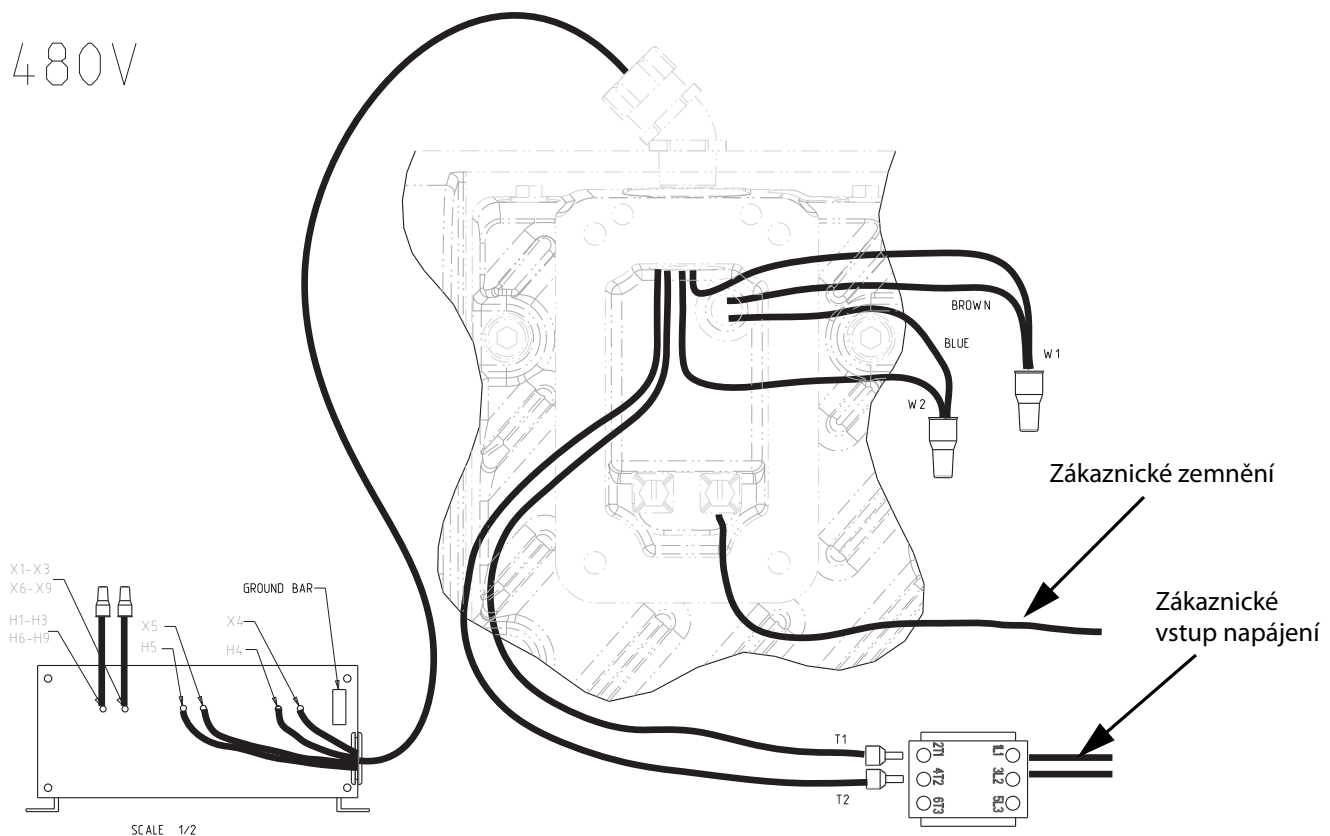 480V
BROWN
BLUE
W1
W2
Zákaznické zemnění
Zákaznické
vstup napájení
X1-X3
X6-X9
H1-H3
H6-H9
X5
H5
GROUND BAR
X4
H4
T1
T2
2T1
1L1
4T2
3L2
6T3
5L3
SCALE 1/2